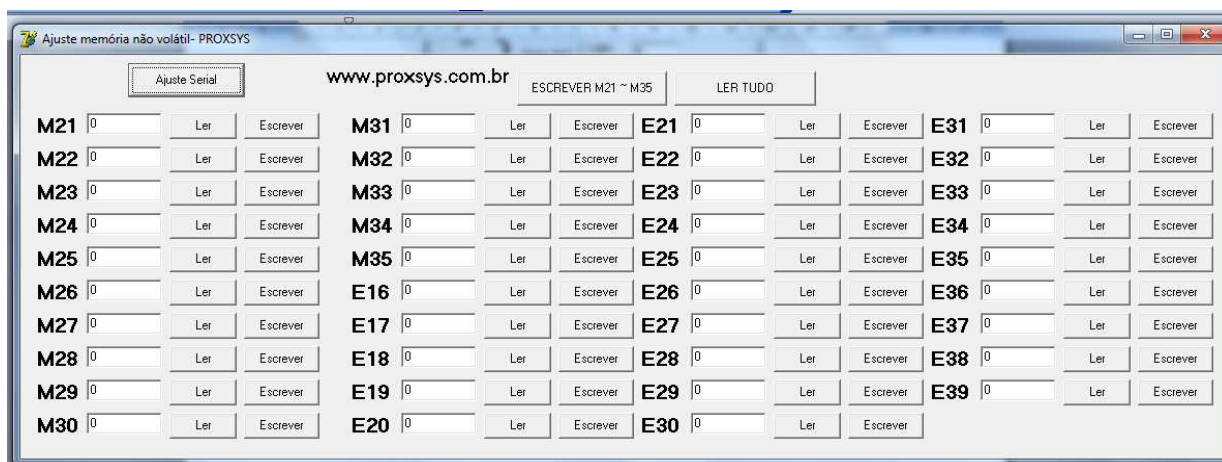 Ajuste memória não volátil- PROXSYS
Ajuste Serial www.proxsys.com.br ESCREVER M21 ~ M35 LER TUDO
M21 0 Ler Escrever M31 0 Ler Escrever E21 0 Ler Escrever E31 0 Ler Escrever
M22 0 Ler Escrever M32 0 Ler Escrever E22 0 Ler Escrever E32 0 Ler Escrever
M23 0 Ler Escrever M33 0 Ler Escrever E23 0 Ler Escrever E33 0 Ler Escrever
M24 0 Ler Escrever M34 0 Ler Escrever E24 0 Ler Escrever E34 0 Ler Escrever
M25 0 Ler Escrever M35 0 Ler Escrever E25 0 Ler Escrever E35 0 Ler Escrever
M26 0 Ler Escrever E16 0 Ler Escrever E26 0 Ler Escrever E36 0 Ler Escrever
M27 0 Ler Escrever E17 0 Ler Escrever E27 0 Ler Escrever E37 0 Ler Escrever
M28 0 Ler Escrever E18 0 Ler Escrever E28 0 Ler Escrever E38 0 Ler Escrever
M29 0 Ler Escrever E19 0 Ler Escrever E29 0 Ler Escrever E39 0 Ler Escrever
M30 0 Ler Escrever E20 0 Ler Escrever E30 0 Ler Escrever